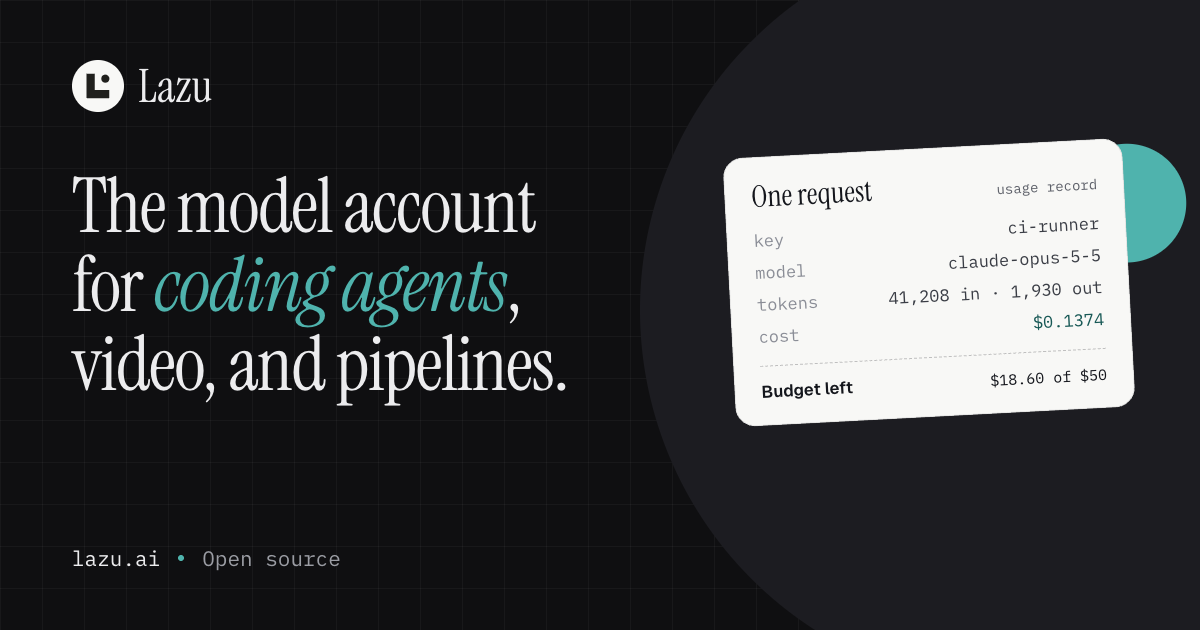 Lazu
The model account
for coding agents,
video, and pipelines.
lazu.ai • Open source
One request usage record
key ci-runner
model claude-opus-5-5
tokens 41,208 in · 1,930 out
cost $0.1374
Budget left $18.60 of $50